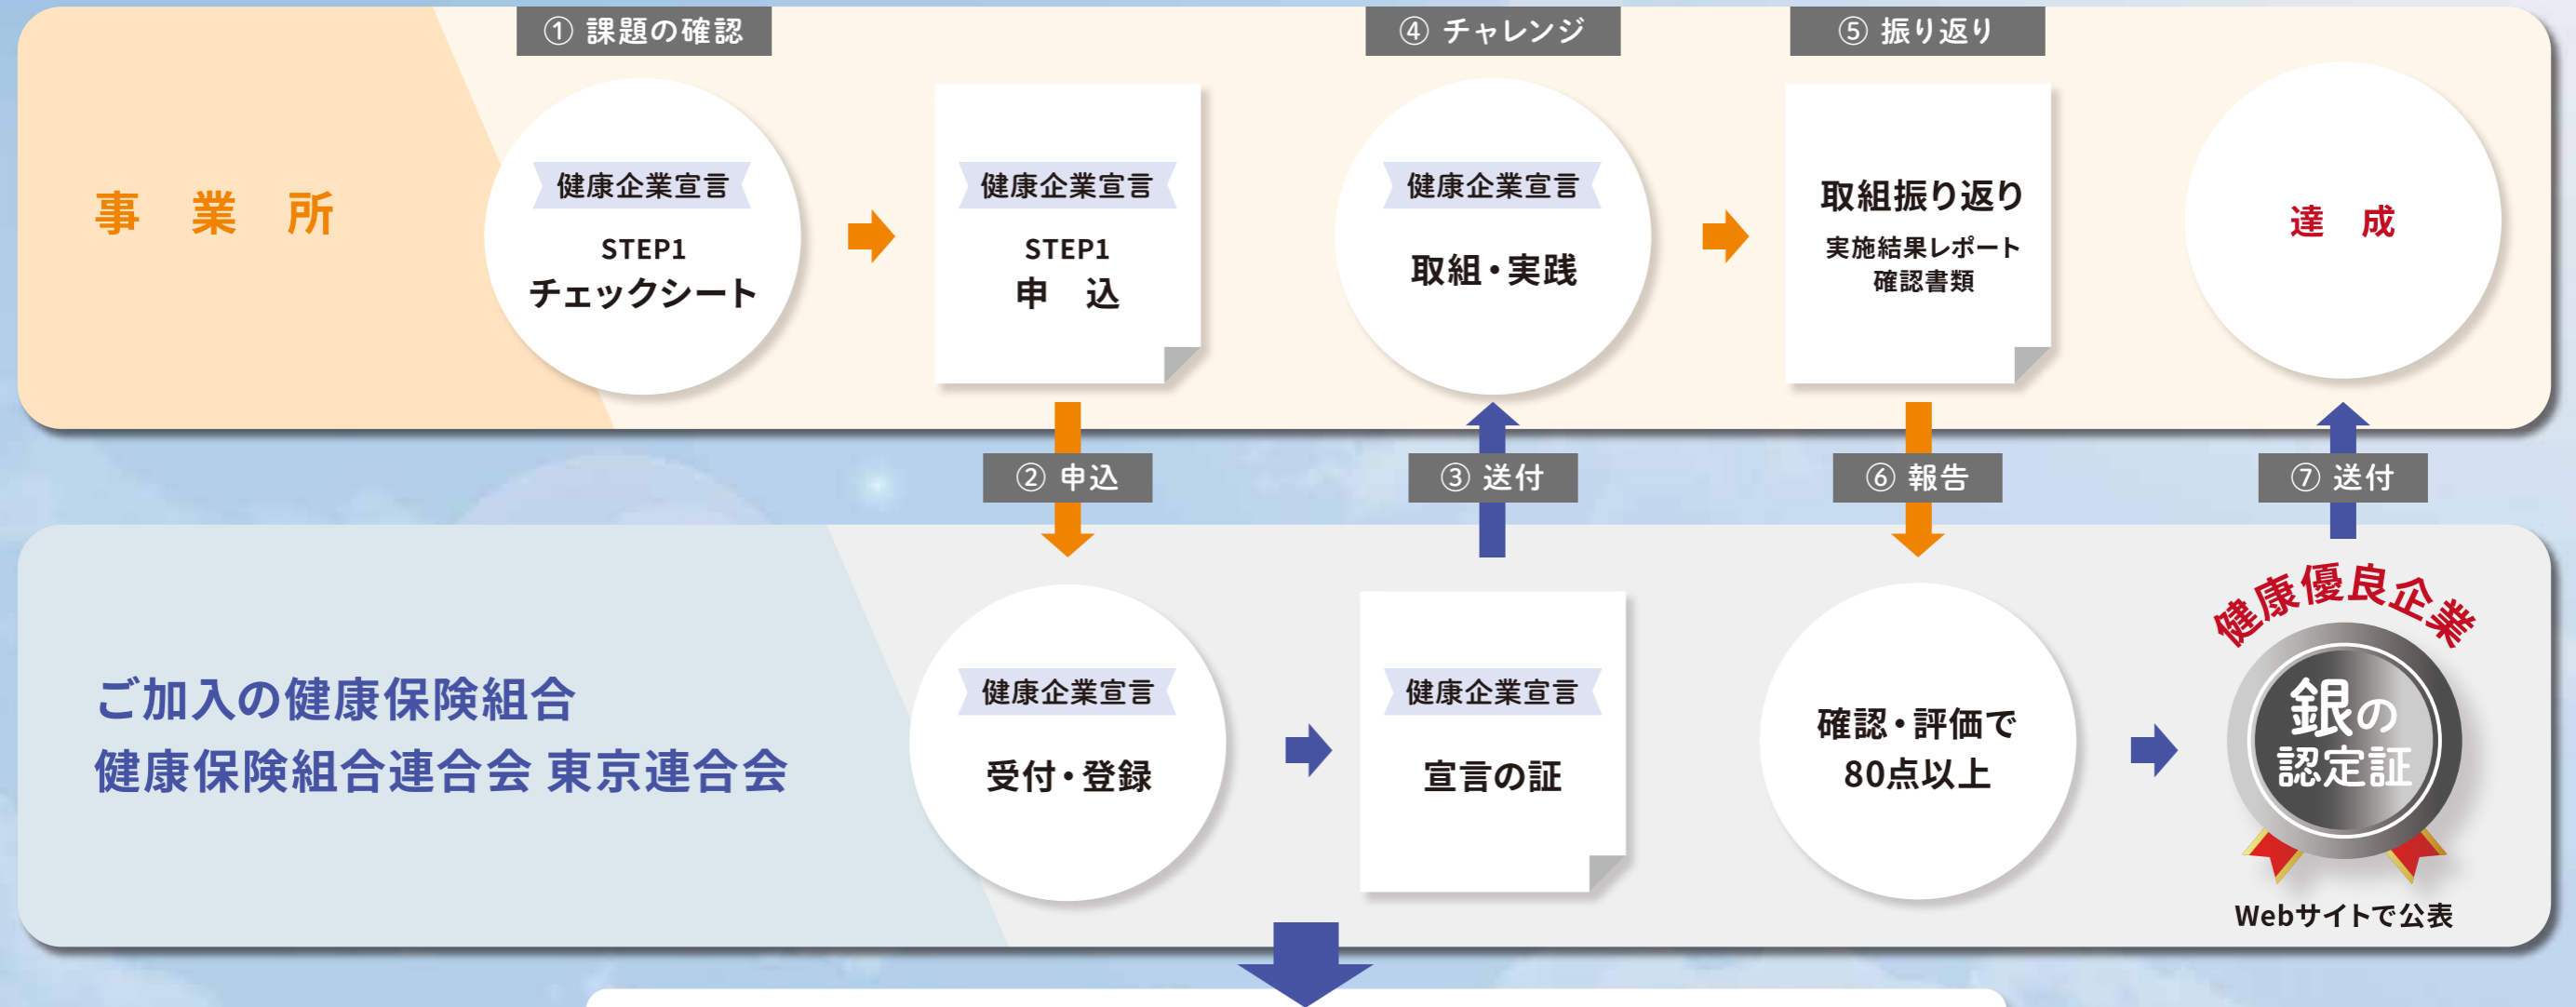 ① 課題の確認
④ チャレンジ
⑤ 振り返り
事 業 所
健康企業宣言
STEP1
チェックシート
健康企業宣言
STEP1
申 込
健康企業宣言
取組・実践
取組振り返り
実施結果レポート
確認書類
達 成
② 申込
③ 送付
⑥ 報告
⑦ 送付
ご加入の健康保険組合
健康保険組合連合会 東京連合会
健康企業宣言
受付・登録
健康企業宣言
宣言の証
確認・評価で
80点以上
健康優良企業
銀の
認定証
Webサイトで公表